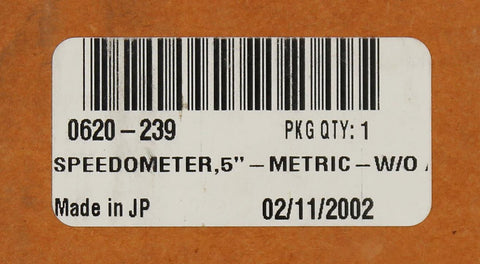 0620-239 PKG QTY: 1
SPEEDOMETER,5"-METRIC-W/O
Made in JP 02/11/2002